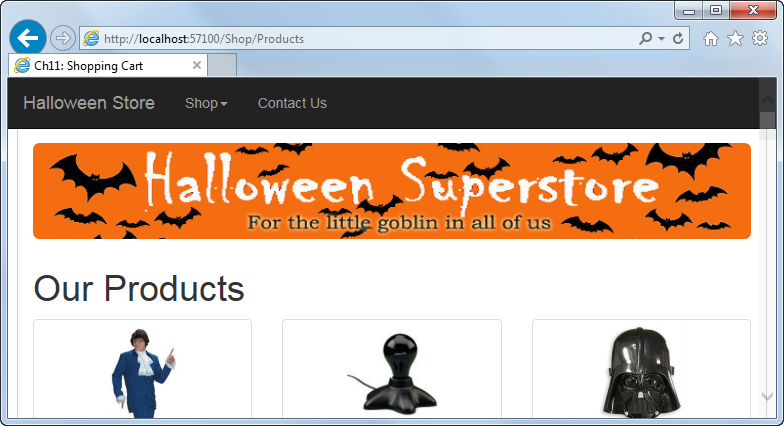 http://localhost:57100/Shop/Products
Ch11: Shopping Cart
Halloween Store Shop Contact Us
Halloween Superstore
For the little goblin in all of us
Our Products